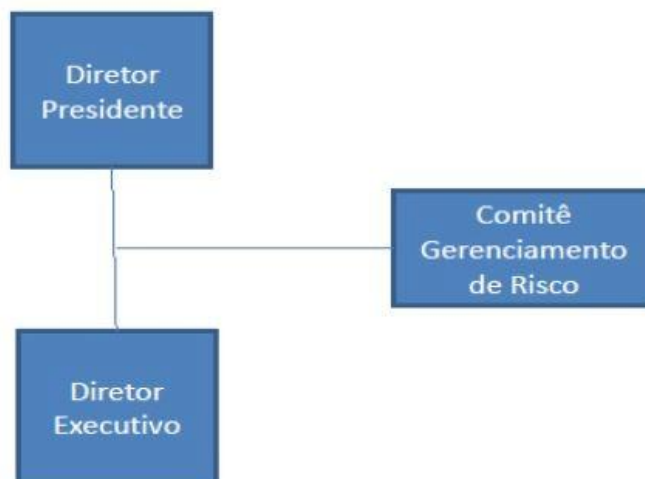 Diretor
Presidente
Comitê
Gerenciamento
de Risco
Diretor
Executivo